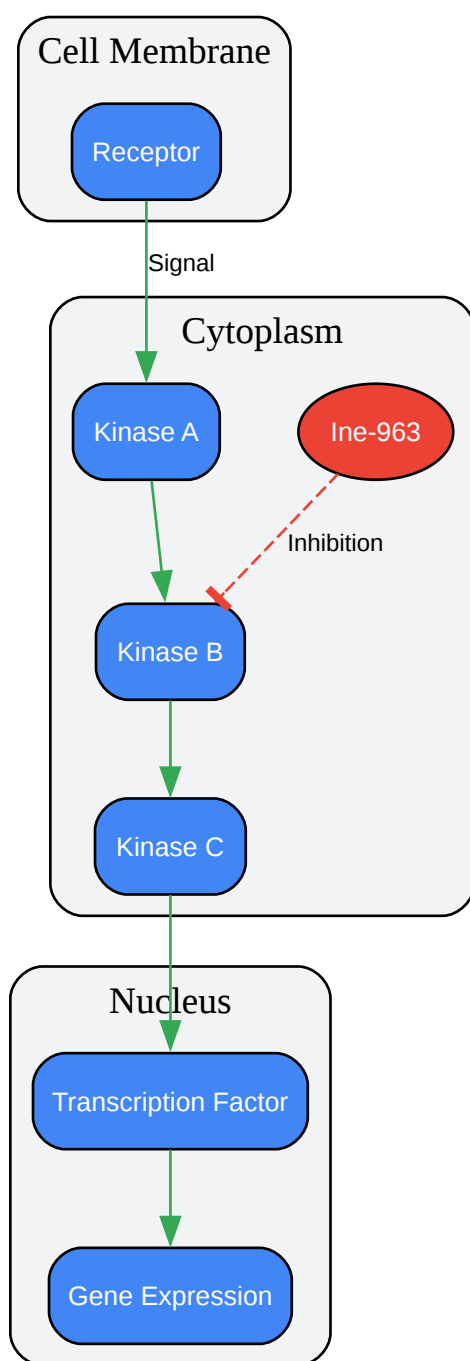 Cell Membrane
Receptor
Signal
Cytoplasm
Kinase A
Ine-963
Inhibition
Kinase B
Kinase C
Nucleus
Transcription Factor
Gene Expression